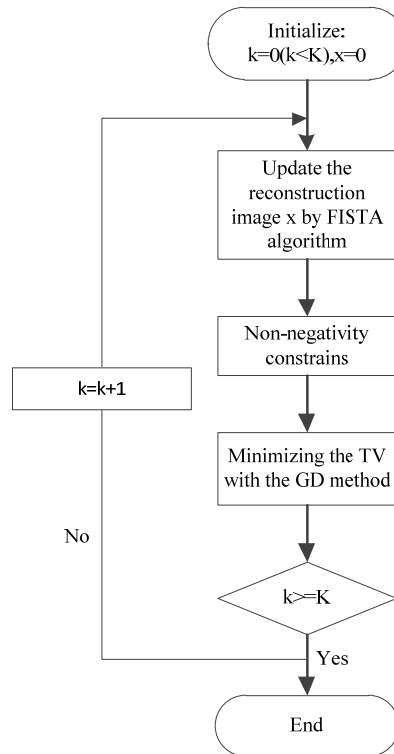 Initialize:
k=0(k<K),x=0
Update the
reconstruction
image x by FISTA
algorithm
Non-negativity
constrains
k=k+1
Minimizing the TV
with the GD method
No
k>=K
Yes
End